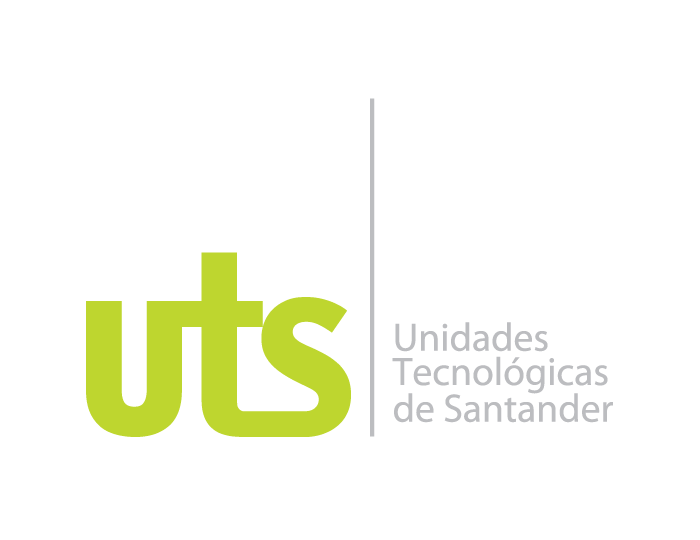 uts
Unidades
Tecnológicas
de Santander